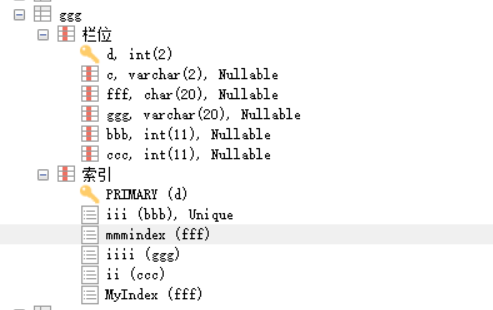 ggg
栏位
d, int(2)
c, varchar(2), Nullable
fff, char(20), Nullable
ggg, varchar(20), Nullable
bbb, int(11), Nullable
ccc, int(11), Nullable
索引
PRIMARY (d)
iii (bbb), Unique
mmmindex (fff)
iiii (ggg)
ii (ccc)
MyIndex (fff)